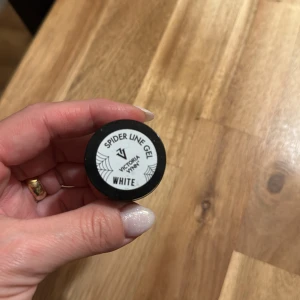 SPIDER LINE GEL
VICTORIA
VYNN
WHITE